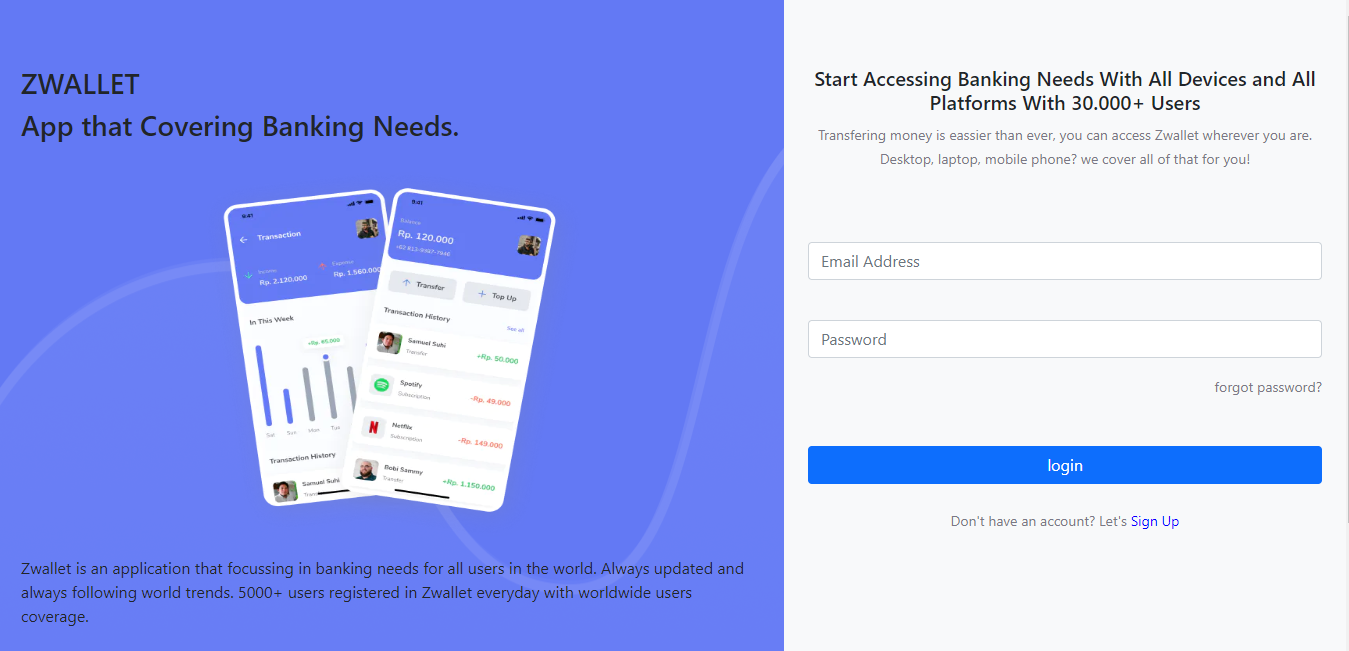 ZWALLET
App that Covering Banking Needs.
9:41
Transaction
Income
Rp. 2.120.000
Expense
Rp. 1.560.000
In This Week
+Rp. 65.000
Sat Sun Mon Tue
Transaction History
Samuel Suhi
9:41
Balance
Rp. 120.000
Transfer
Top Up
Transaction History
See all
Samuel Suhi
Transfer
+Rp. 50.000
Spotify
Subscription
-Rp. 49.000
Netflix
Subscription
-Rp. 149.000
Robi Sammy
Transfer
+Rp. 1.150.000
Zwallet is an application that focussing in banking needs for all users in the world. Always updated and
always following world trends. 5000+ users registered in Zwallet everyday with worldwide users
coverage.
Start Accessing Banking Needs With All Devices and All
Platforms With 30.000+ Users
Transfering money is eassier than ever, you can access Zwallet wherever you are.
Desktop, laptop, mobile phone? we cover all of that for you!
Email Address
Password
forgot password?
login
Don't have an account? Let's Sign Up